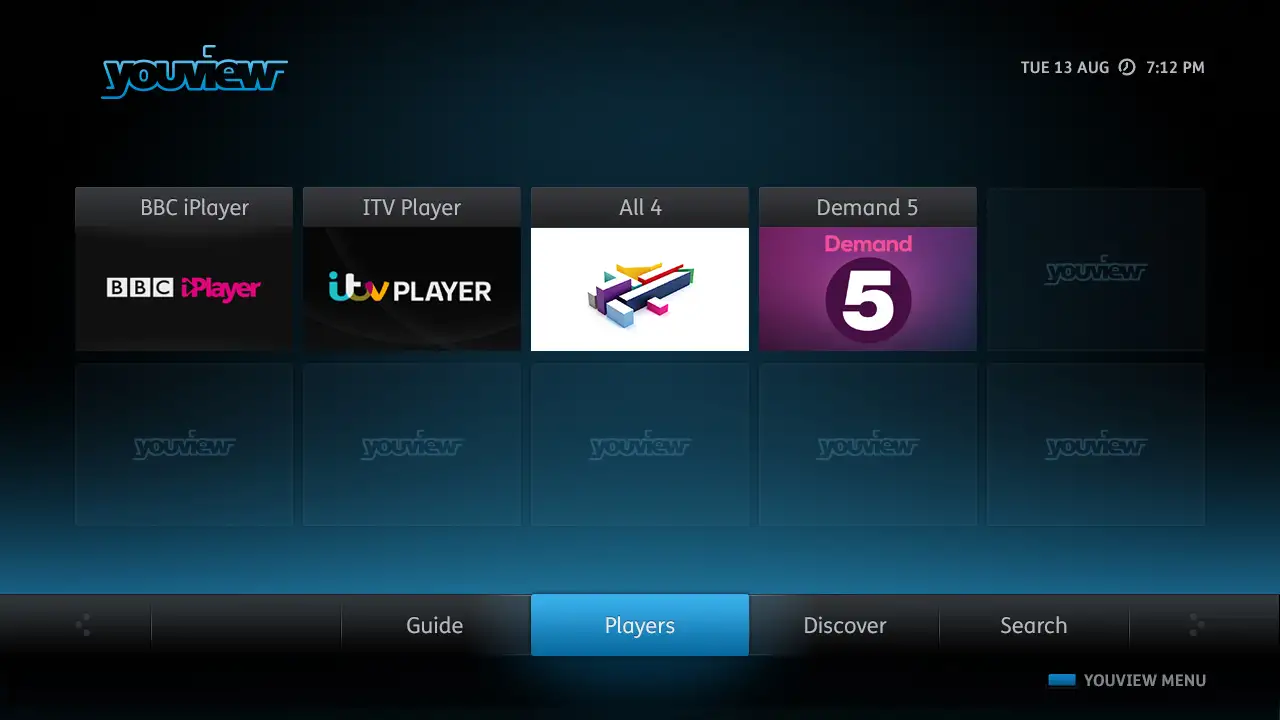 youview
TUE 13 AUG 7:12 PM
BBC iPlayer
ITV Player
All 4
Demand 5
BBC iPlayer
itv PLAYER
Demand
5
youview
youview
youview
youview
youview
youview
Guide
Players
Discover
Search
YOUVIEW MENU